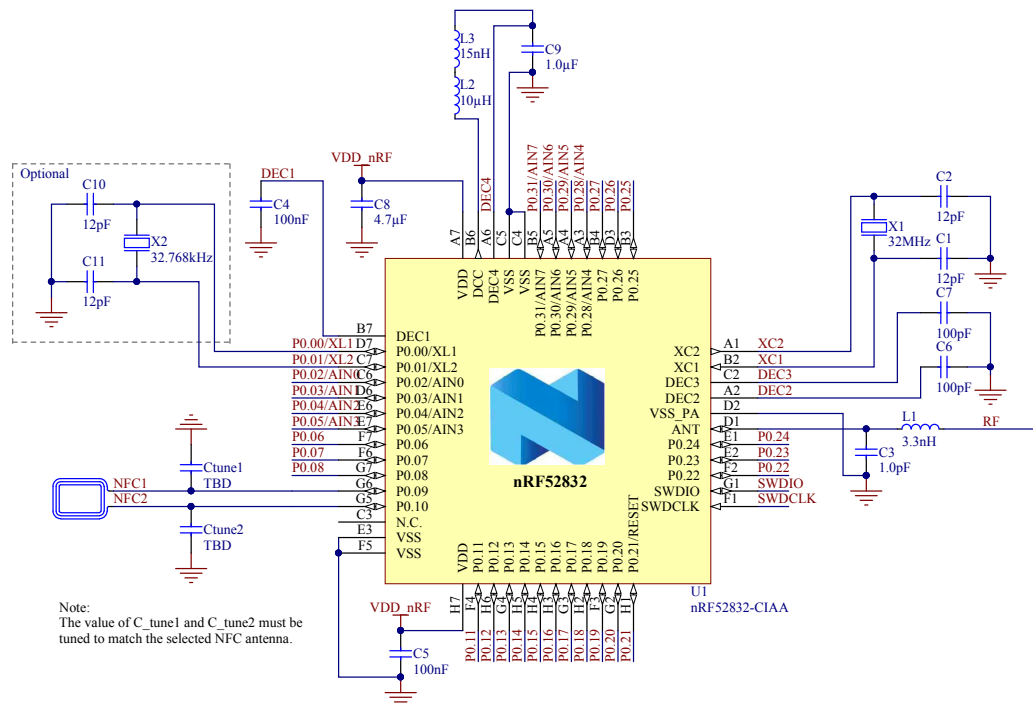 L3
15nH
L2
10µH
C9
1.0µF
Optional
C10
12pF
X2
32.768kHz
C11
12pF
DEC1
C4
100nF
VDD_nRF
C8
4.7µF
DEC4
P0.31/AIN7
P0.30/AIN6
P0.29/AIN5
P0.28/AIN4
P0.27
P0.26
P0.25
A7
B6
A6
C5
C4
B5
A5
A4
A3
B4
D3
B3
VDD
DCC
DEC4
VSS
VSS
P0.31/AIN7
P0.30/AIN6
P0.29/AIN5
P0.28/AIN4
P0.27
P0.26
P0.25
C2
12pF
X1
32MHz
C1
12pF
C7
100pF
C6
100pF
B7 DEC1
P0.00/XL1 D7 P0.00/XL1
P0.01/XL2 C7 P0.01/XL2
P0.02/AIN0 C6 P0.02/AIN0
P0.03/AIN1 D6 P0.03/AIN1
P0.04/AIN2 E6 P0.04/AIN2
P0.05/AIN3 E7 P0.05/AIN3
P0.06 F7 P0.06
P0.07 F6 P0.07
P0.08 G7 P0.08
NFC1 G6 P0.09
NFC2 G5 P0.10
C3 N.C.
E3 VSS
F5 VSS
Ctune1
TBD
Ctune2
TBD
nRF52832
XC2 A1 XC2
XC1 B2 XC1
DEC3 C2 DEC3
DEC2 A2 DEC2
VSS_PA D2
ANT D1
P0.24 E1 P0.24
P0.23 E2 P0.23
P0.22 F2 P0.22
SWDIO G1 SWDIO
SWDCLK F1 SWDCLK
L1
3.3nH
RF
C3
1.0pF
VDD
P0.11
P0.12
P0.13
P0.14
P0.15
P0.16
P0.17
P0.18
P0.19
P0.20
P0.21/RESET
U1
nRF52832-CIAA
H7
F4
H6
G4
H5
H4
H3
G3
H2
F3
G2
H1
P0.11
P0.12
P0.13
P0.14
P0.15
P0.16
P0.17
P0.18
P0.19
P0.20
P0.21
VDD_nRF
C5
100nF
Note:
The value of C_tune1 and C_tune2 must be
tuned to match the selected NFC antenna.